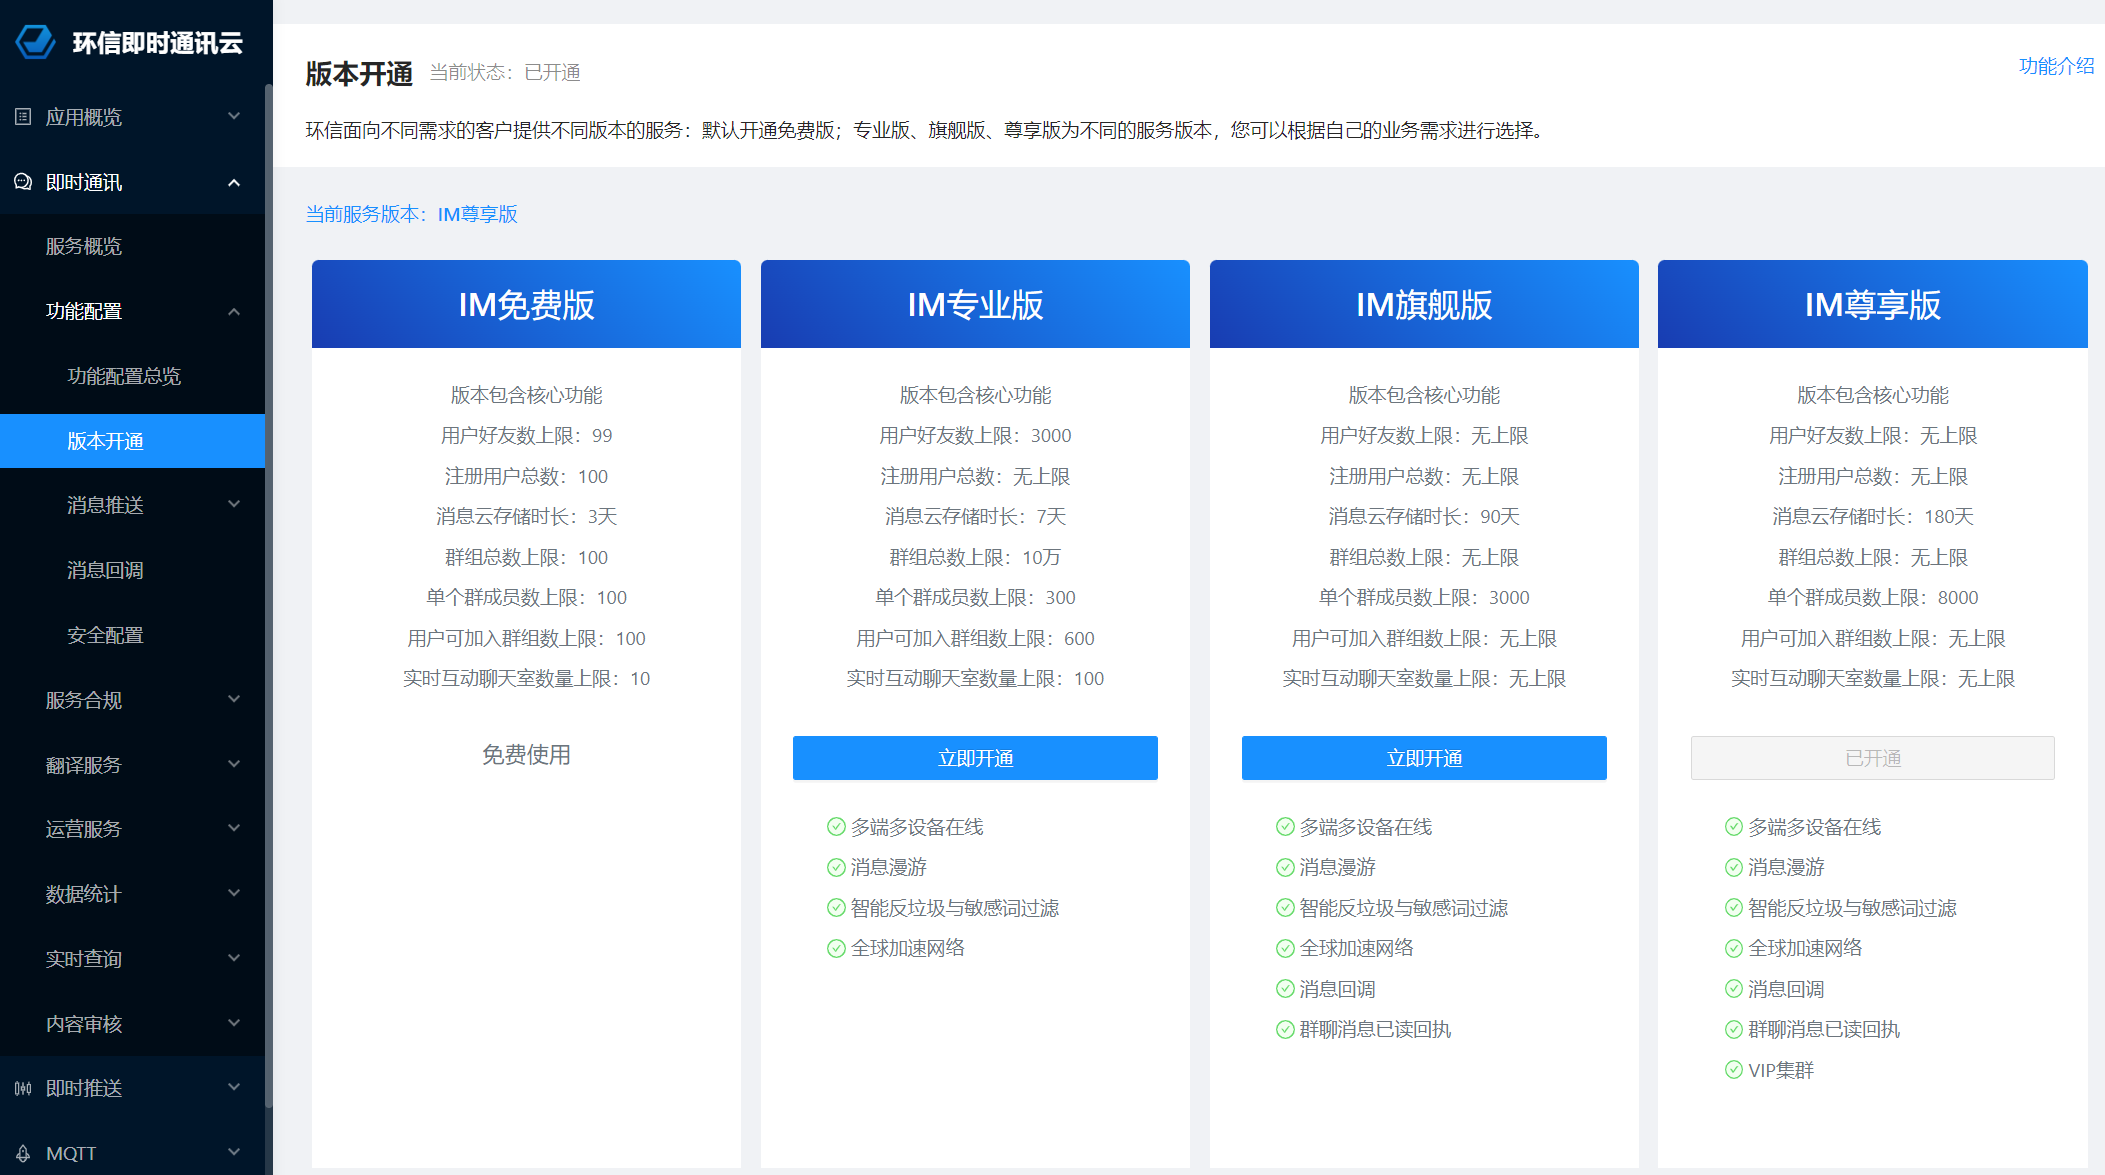 环信即时通讯云
应用概览
即时通讯
服务概览
功能配置
功能配置总览
版本开通
消息推送
消息回调
安全配置
服务合规
翻译服务
运营服务
数据统计
实时查询
内容审核
即时推送
MQTT
版本开通 当前状态：已开通
功能介绍
环信面向不同需求的客户提供不同版本的服务：默认开通免费版；专业版、旗舰版、尊享版为不同的服务版本，您可以根据自己的业务需求进行选择。
当前服务版本：IM尊享版
IM免费版
版本包含核心功能
用户好友数上限：99
注册用户总数：100
消息云存储时长：3天
群组总数上限：100
单个群成员数上限：100
用户可加入群组数上限：100
实时互动聊天室数量上限：10
免费使用
IM专业版
版本包含核心功能
用户好友数上限：3000
注册用户总数：无上限
消息云存储时长：7天
群组总数上限：10万
单个群成员数上限：300
用户可加入群组数上限：600
实时互动聊天室数量上限：100
立即开通
多端多设备在线
消息漫游
智能反垃圾与敏感词过滤
全球加速网络
IM旗舰版
版本包含核心功能
用户好友数上限：无上限
注册用户总数：无上限
消息云存储时长：90天
群组总数上限：无上限
单个群成员数上限：3000
用户可加入群组数上限：无上限
实时互动聊天室数量上限：无上限
立即开通
多端多设备在线
消息漫游
智能反垃圾与敏感词过滤
全球加速网络
消息回调
群聊消息已读回执
IM尊享版
版本包含核心功能
用户好友数上限：无上限
注册用户总数：无上限
消息云存储时长：180天
群组总数上限：无上限
单个群成员数上限：8000
用户可加入群组数上限：无上限
实时互动聊天室数量上限：无上限
已开通
多端多设备在线
消息漫游
智能反垃圾与敏感词过滤
全球加速网络
消息回调
群聊消息已读回执
VIP集群